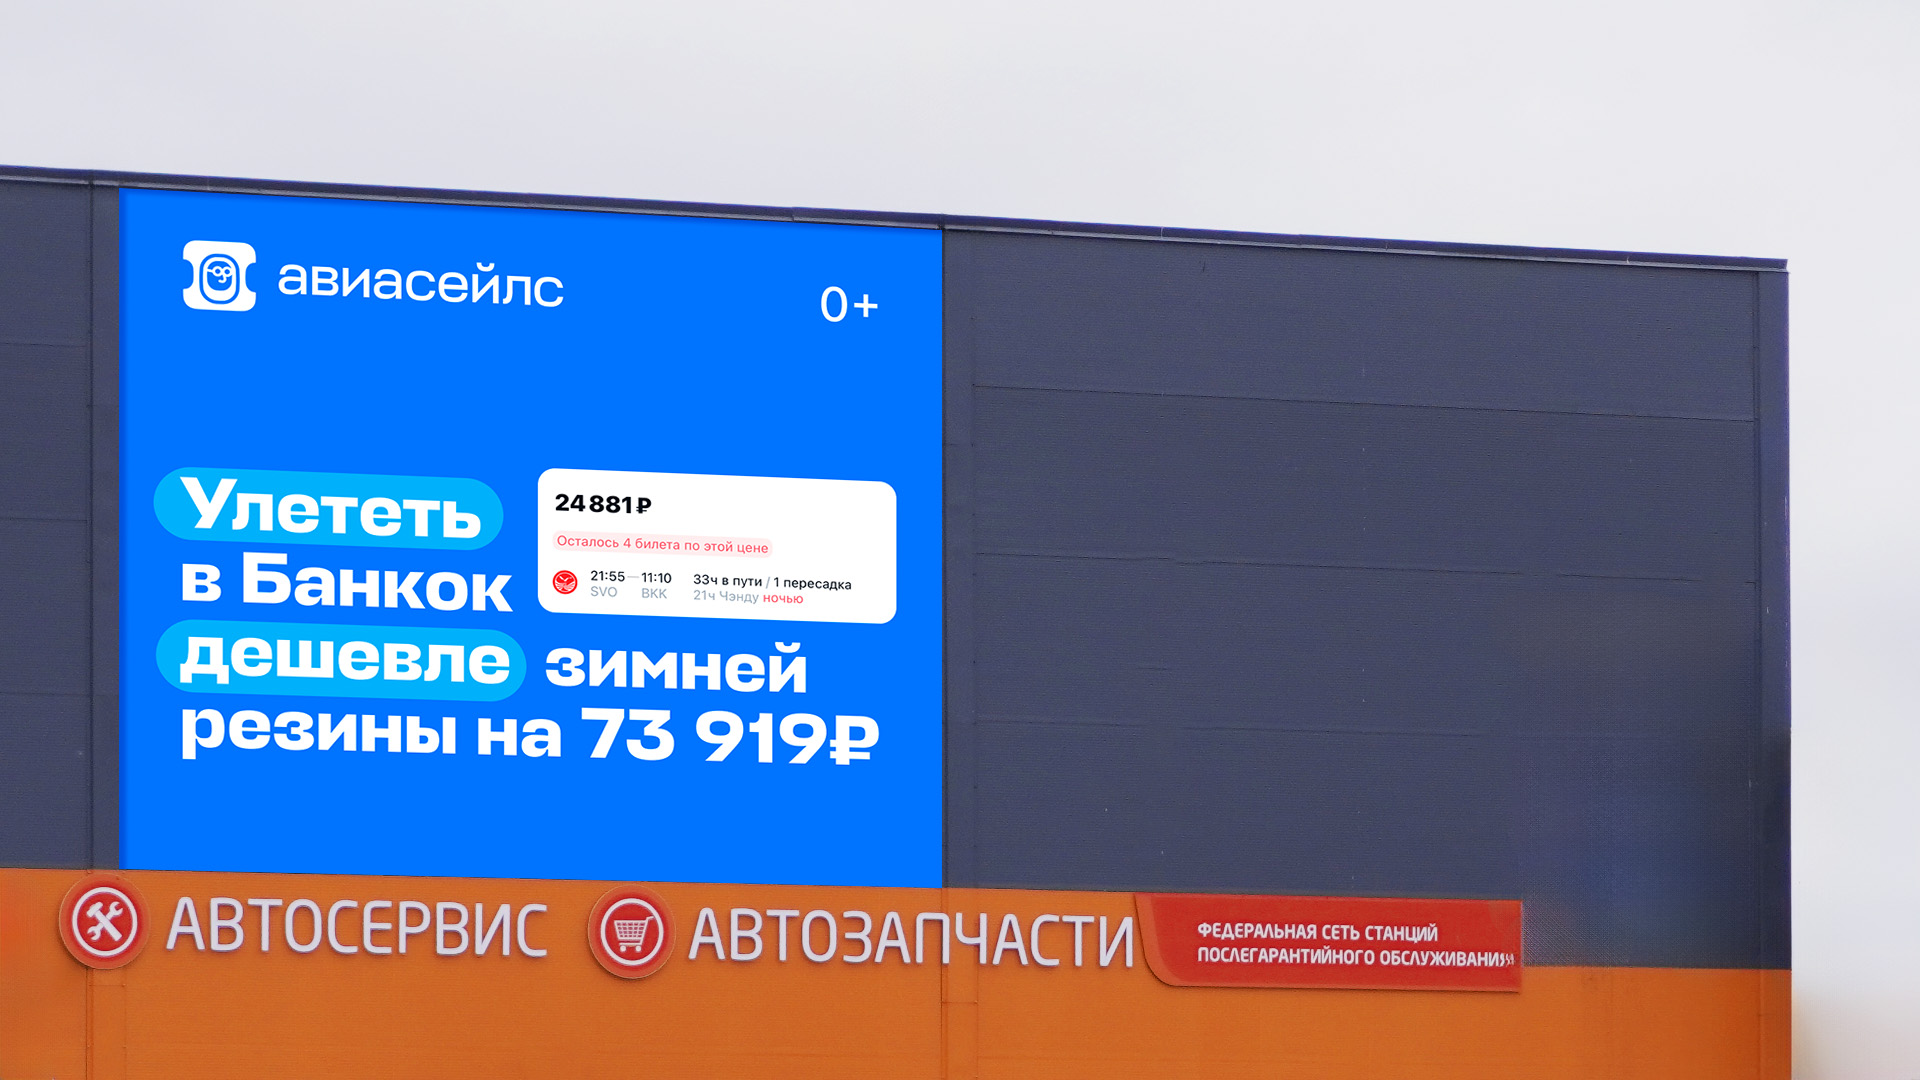 авиасейлс
0+
Улететь
в Банкок
24 881 ₽
Осталось 4 билета по этой цене
21:55 — 11:10 33ч в пути / 1 пересадка
SVO BKK 21ч Чэнду ночью
дешевле зимней
резины на 73 919₽
АВТОСЕРВИС
АВТОЗАПЧАСТИ
ФЕДЕРАЛЬНАЯ СЕТЬ СТАНЦИЙ
ПОСЛЕГАРАНТИЙНОГО ОБСЛУЖИВАНИЯ